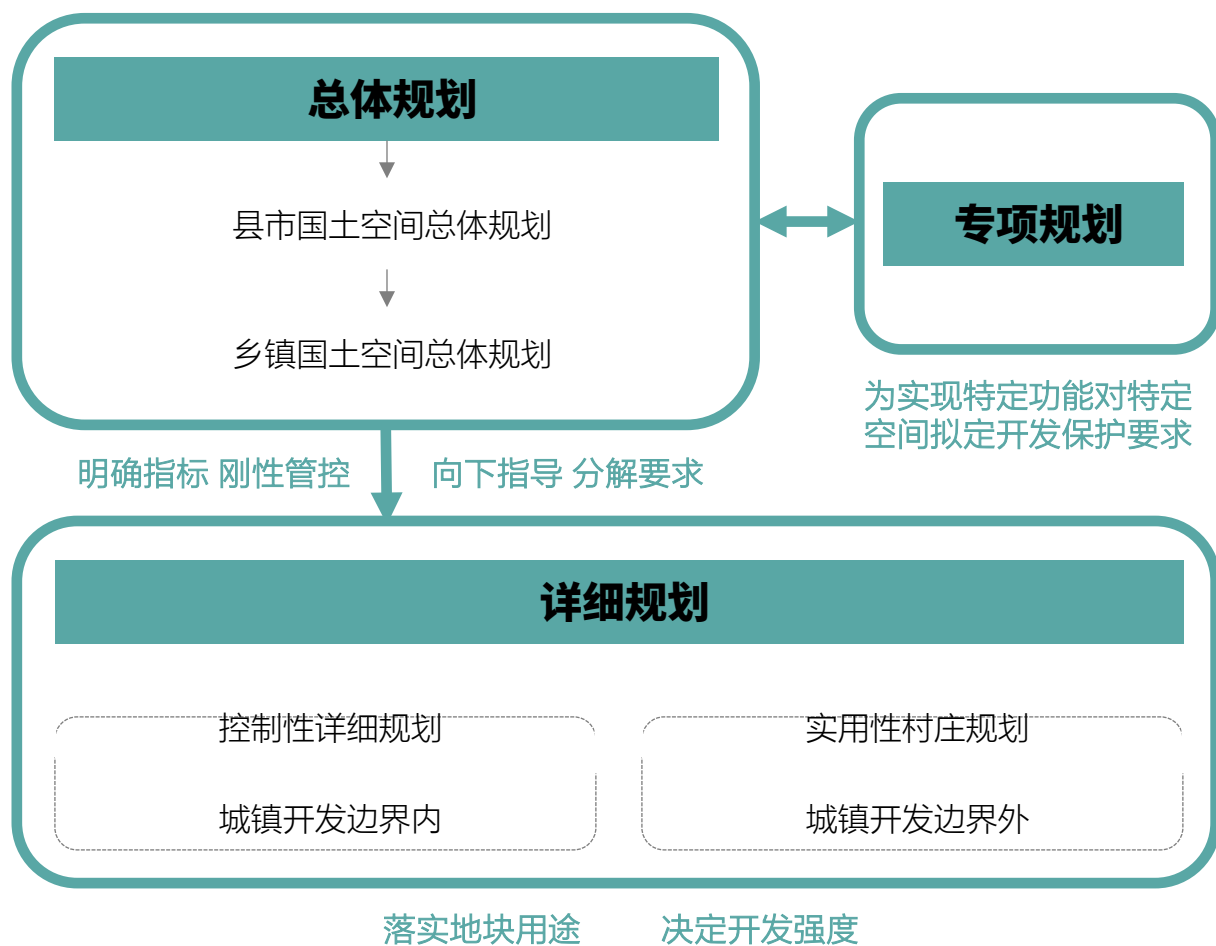 总体规划
县市国土空间总体规划
乡镇国土空间总体规划
专项规划
为实现特定功能对特定
空间拟定开发保护要求
明确指标 刚性管控
向下指导 分解要求
详细规划
控制性详细规划
城镇开发边界内
实用性村庄规划
城镇开发边界外
落实地块用途
决定开发强度